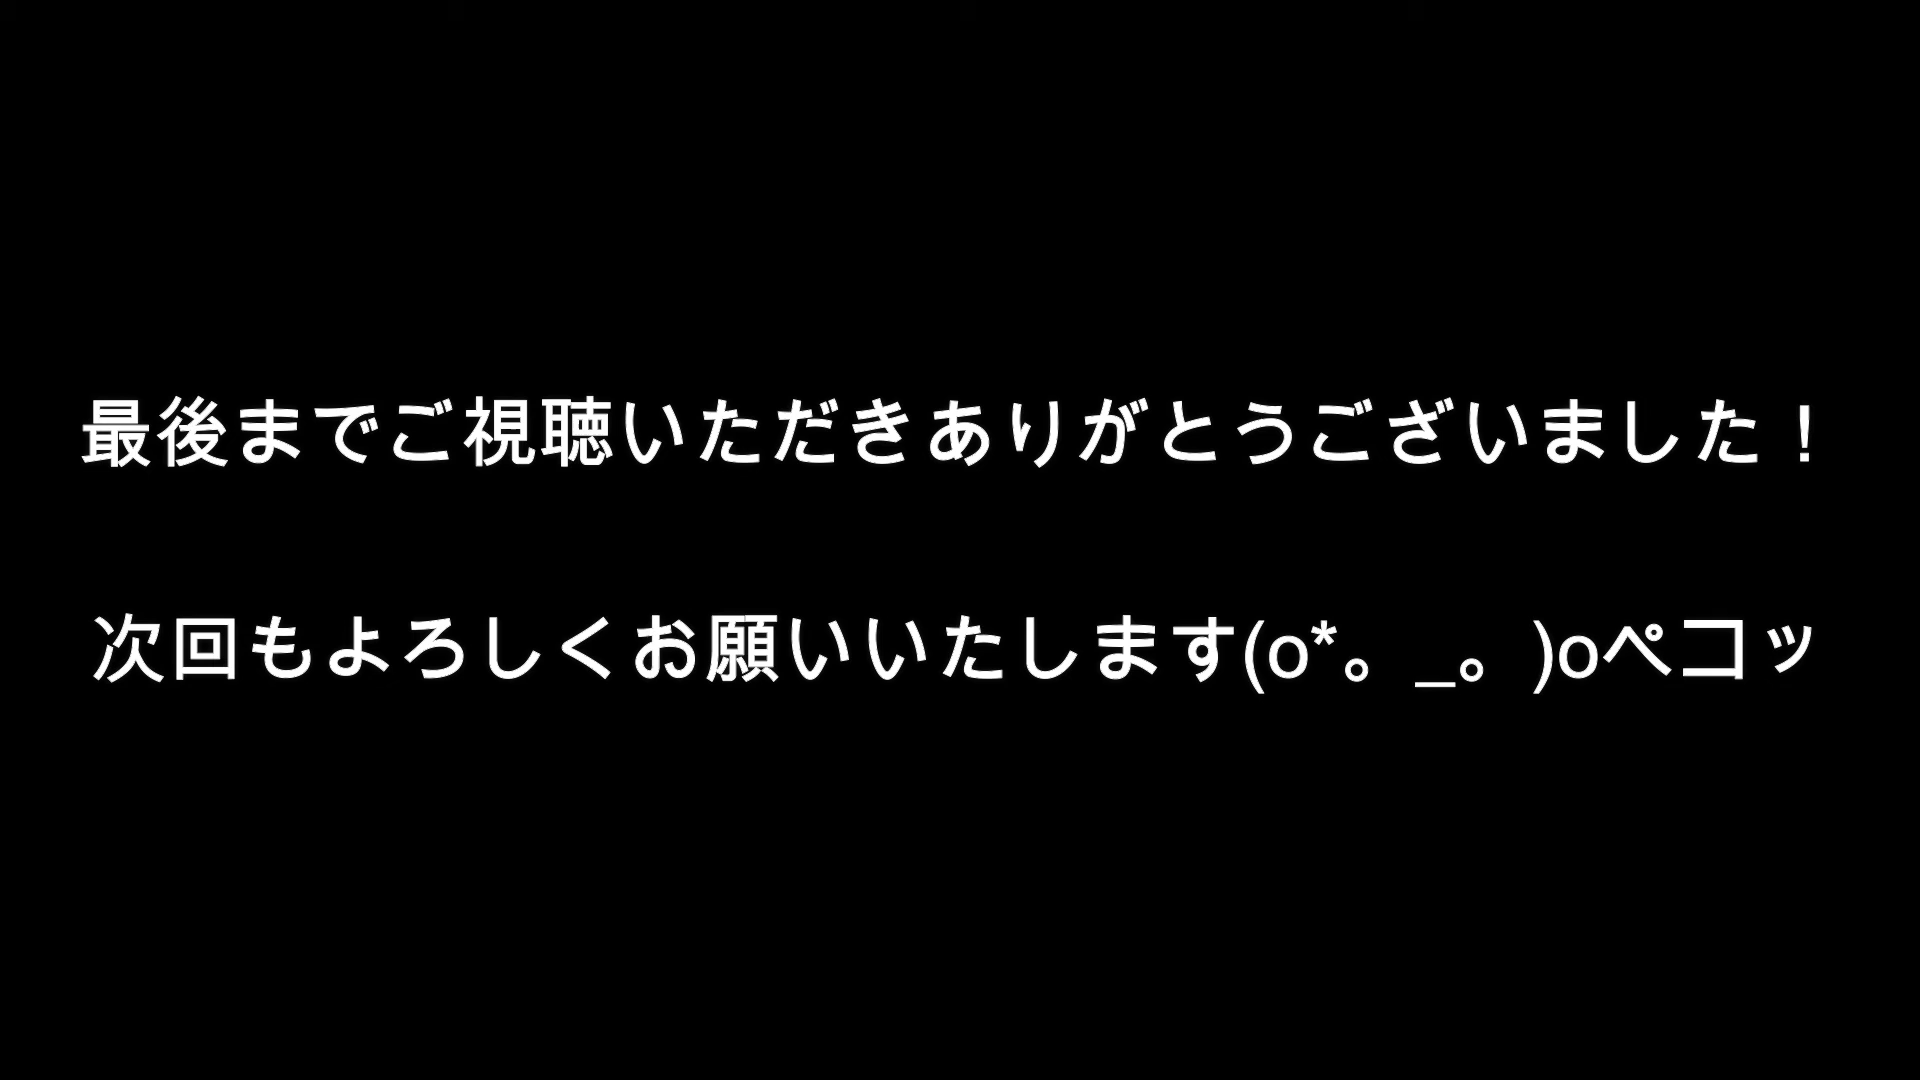 最後までご視聴いただきありがとうございました！
次回もよろしくお願いいたします(o*。_。)oペコッ